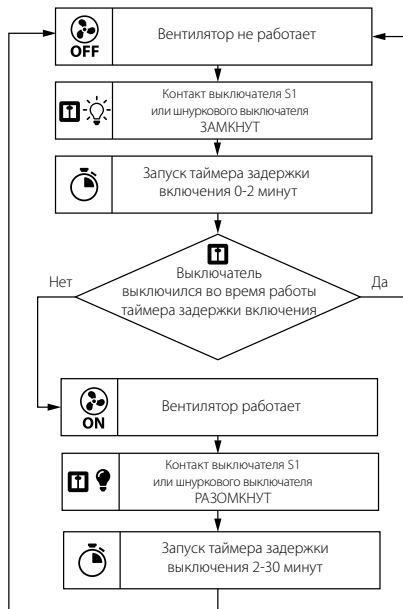 OFF
Вентилятор не работает
Контакт выключателя S1
или шнуркового выключателя
ЗАМКНУТ
Запуск таймера задержки
включения 0-2 минут
Нет
Да
Выключатель
выключился во время работы
таймера задержки включения
ON
Вентилятор работает
Контакт выключателя S1
или шнуркового выключателя
РАЗОМКНУТ
Запуск таймера задержки
выключения 2-30 минут